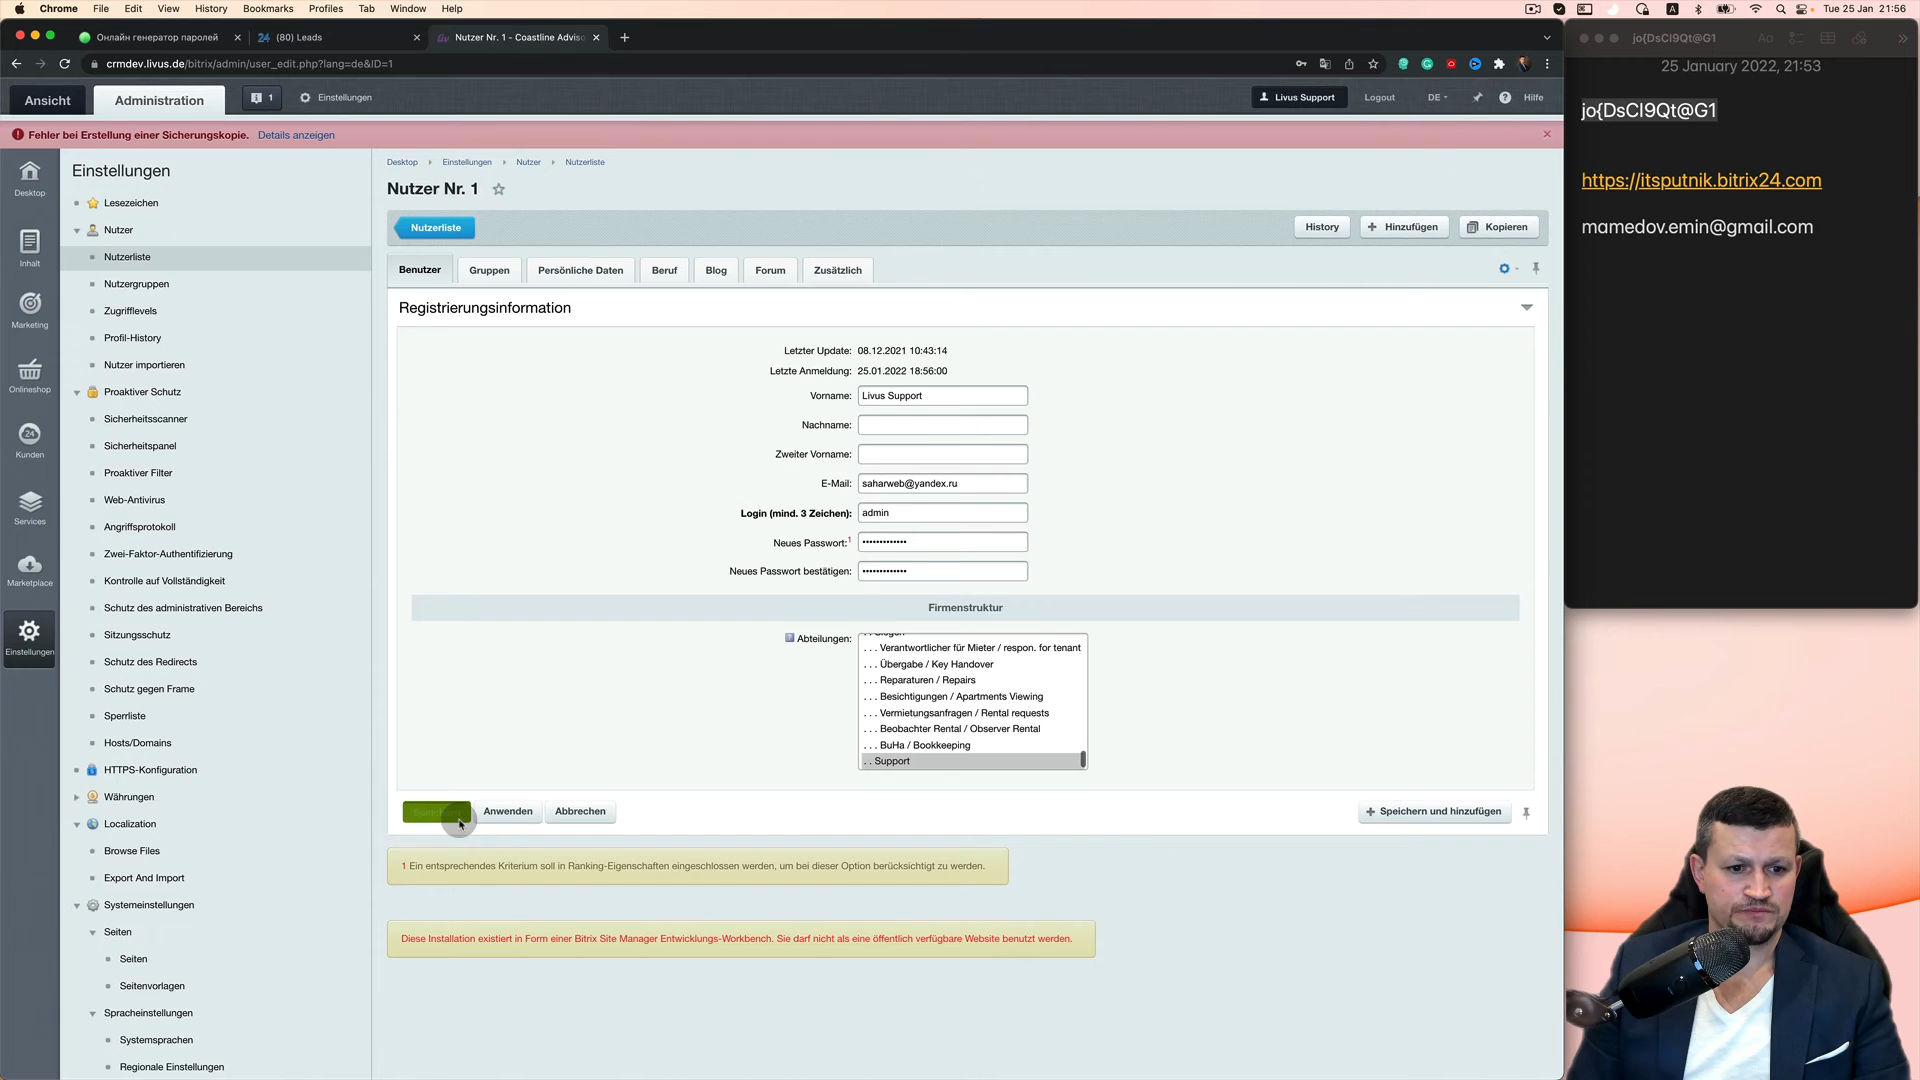 Chrome File Edit View History Bookmarks Profiles Tab Window Help
Tue 25 Jan 21:56
Онлайн генератор паролей
24 (80) Leads
Nutzer Nr. 1 - Coastline Adviso
crmdev.livus.de/bitrix/admin/user_edit.php?lang=de&ID=1
Ansicht
Administration
1
Einstellungen
Livus Support
Logout
DE
Hilfe
Fehler bei Erstellung einer Sicherungskopie. Details anzeigen
Desktop
Inhalt
Marketing
Onlineshop
24
Kunden
Services
Marketplace
Einstellungen
Einstellungen
Lesezeichen
Nutzer
Nutzerliste
Nutzergruppen
Zugrifflevels
Profil-History
Nutzer importieren
Proaktiver Schutz
Sicherheitsscanner
Sicherheitspanel
Proaktiver Filter
Web-Antivirus
Angriffsprotokoll
Zwei-Faktor-Authentifizierung
Kontrolle auf Vollständigkeit
Schutz des administrativen Bereichs
Sitzungsschutz
Schutz des Redirects
Schutz gegen Frame
Sperrliste
Hosts/Domains
HTTPS-Konfiguration
Währungen
Localization
Browse Files
Export And Import
Systemeinstellungen
Seiten
Seiten
Seitenvorlagen
Spracheinstellungen
Systemsprachen
Regionale Einstellungen
Desktop Einstellungen Nutzer Nutzerliste
Nutzer Nr. 1
Nutzerliste
History
Hinzufügen
Kopieren
Benutzer Gruppen Persönliche Daten Beruf Blog Forum Zusätzlich
Registrierungsinformation
Letzter Update: 08.12.2021 10:43:14
Letzte Anmeldung: 25.01.2022 18:56:00
Vorname: Livus Support
Nachname:
Zweiter Vorname:
E-Mail: saharweb@yandex.ru
Login (mind. 3 Zeichen): admin
Neues Passwort:1 •••••••••••••
Neues Passwort bestätigen: •••••••••••••
Firmenstruktur
Abteilungen:
. . . Verantwortlicher für Mieter / respon. for tenant
. . . Übergabe / Key Handover
. . . Reparaturen / Repairs
. . . Besichtigungen / Apartments Viewing
. . . Vermietungsanfragen / Rental requests
. . . Beobachter Rental / Observer Rental
. . . BuHa / Bookkeeping
. . Support
Anwenden
Abbrechen
Speichern und hinzufügen
1 Ein entsprechendes Kriterium soll in Ranking-Eigenschaften eingeschlossen werden, um bei dieser Option berücksichtigt zu werden.
Diese Installation existiert in Form einer Bitrix Site Manager Entwicklungs-Workbench. Sie darf nicht als eine öffentlich verfügbare Website benutzt werden.
jo{DsCI9Qt@G1
Aa
25 January 2022, 21:53
jo{DsCI9Qt@G1
https://itsputnik.bitrix24.com
mamedov.emin@gmail.com